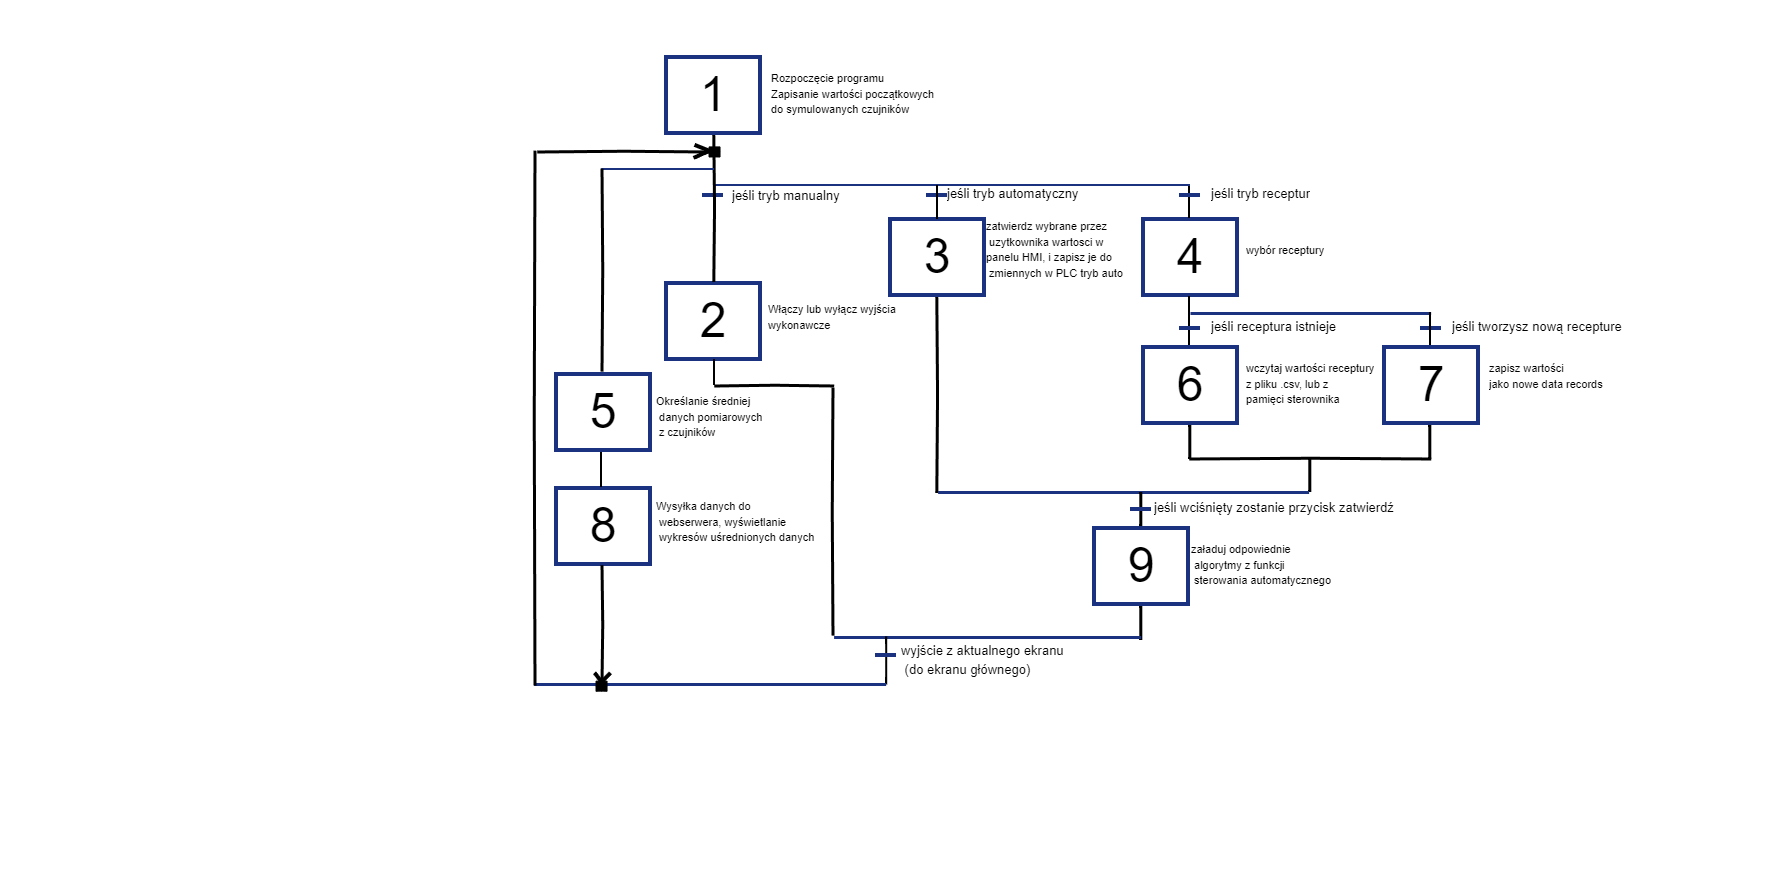 1
Rozpoczęcie programu
Zapisanie wartości początkowych
do symulowanych czujników
jeśli tryb manualny
jeśli tryb automatyczny
jeśli tryb receptur
3
zatwierdz wybrane przez
uzytkownika wartosci w
panelu HMI, i zapisz je do
zmiennych w PLC tryb auto
4
wybór receptury
2
Włączy lub wyłącz wyjścia
wykonawcze
jeśli receptura istnieje
jeśli tworzysz nową recepture
6
wczytaj wartości receptury
z pliku .csv, lub z
pamięci sterownika
7
zapisz wartości
jako nowe data records
5
Określanie średniej
danych pomiarowych
z czujników
8
Wysyłka danych do
webserwera, wyświetlanie
wykresów uśrednionych danych
jeśli wciśnięty zostanie przycisk zatwierdź
9
załaduj odpowiednie
algorytmy z funkcji
sterowania automatycznego
wyjście z aktualnego ekranu
(do ekranu głównego)